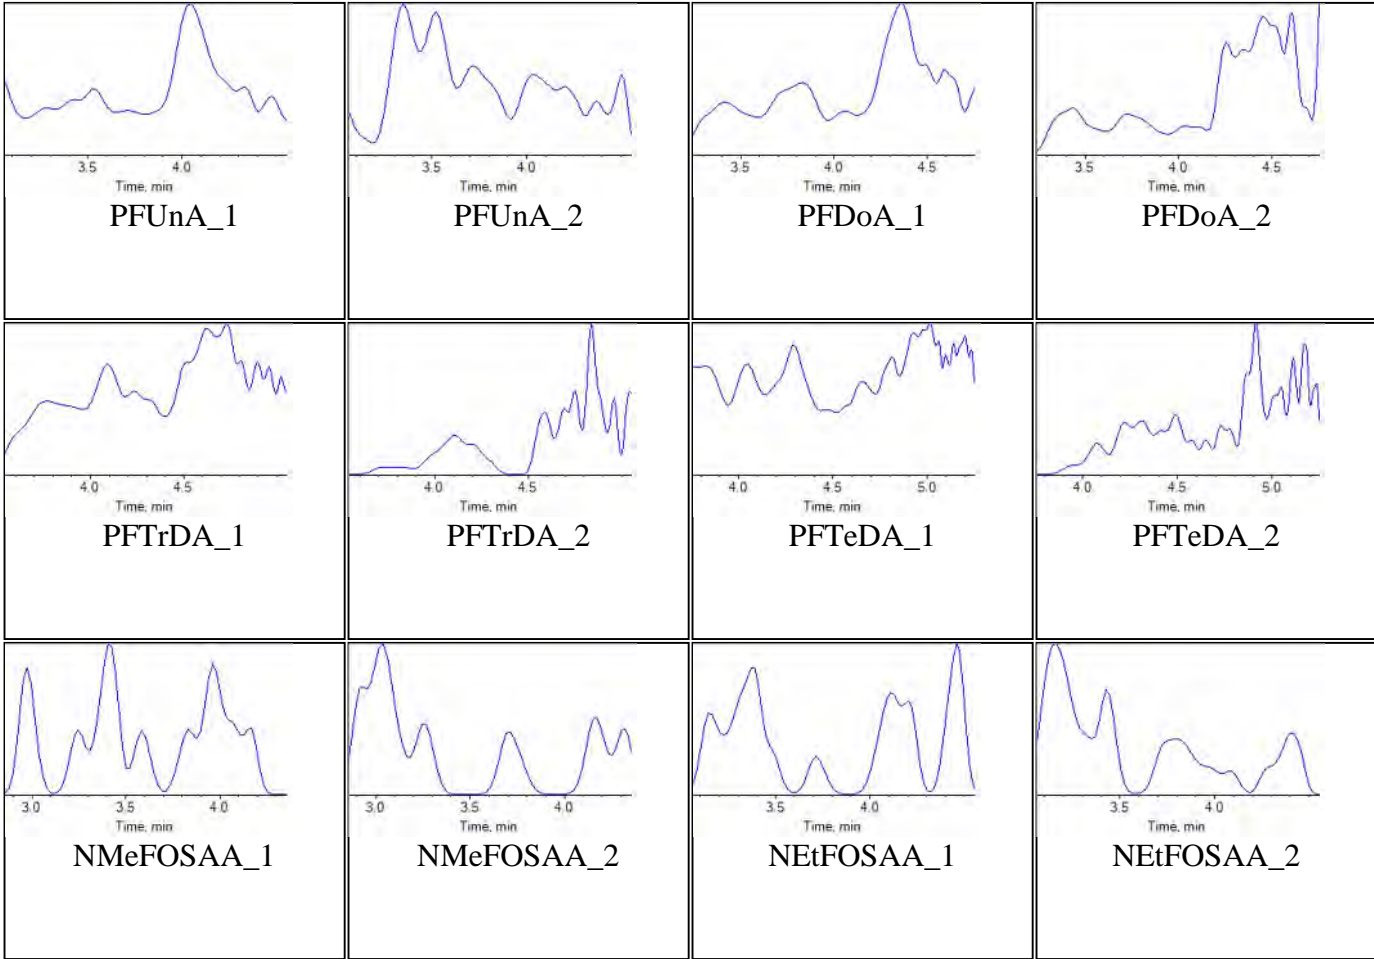 3.5 4.0
Time, min
PFUnA_1
3.5 4.0
Time, min
PFUnA_2
3.5 4.0 4.5
Time, min
PFDoA_1
3.5 4.0 4.5
Time, min
PFDoA_2
4.0 4.5
Time, min
PFTrDA_1
4.0 4.5
Time, min
PFTrDA_2
4.0 4.5 5.0
Time, min
PFTeDA_1
4.0 4.5 5.0
Time, min
PFTeDA_2
3.0 3.5 4.0
Time, min
NMeFOSAA_1
3.0 3.5 4.0
Time, min
NMeFOSAA_2
3.5 4.0
Time, min
NEtFOSAA_1
3.5 4.0
Time, min
NEtFOSAA_2